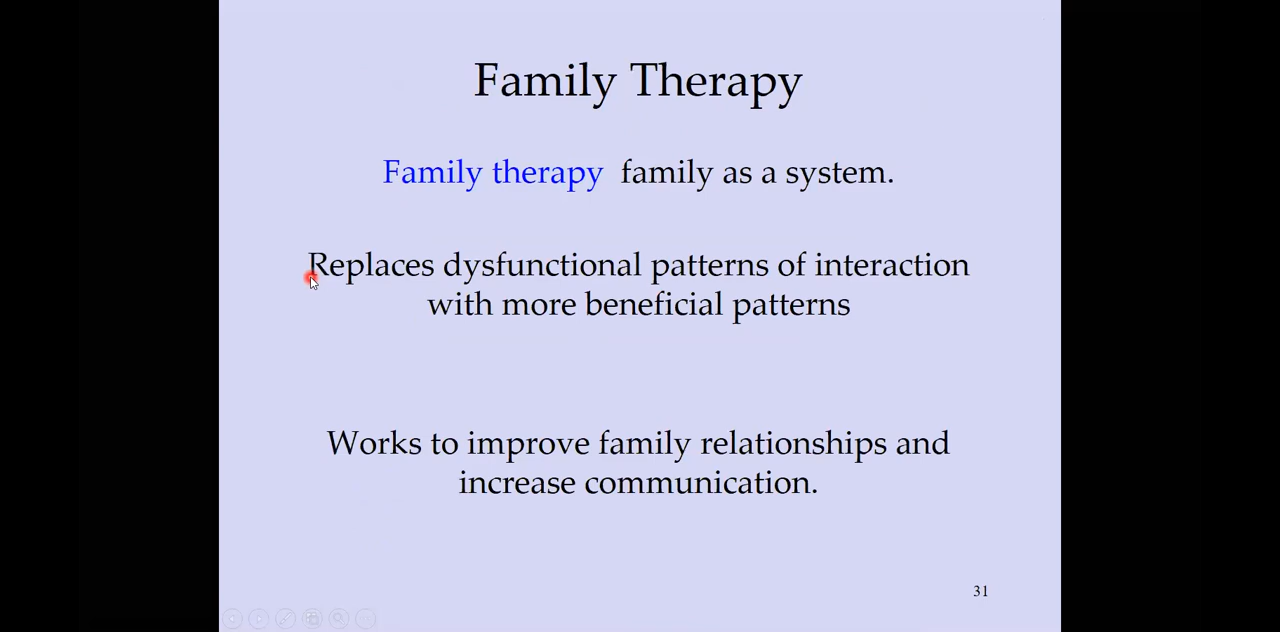 Family Therapy
Family therapy  family as a system.
Replaces dysfunctional patterns of interaction
with more beneficial patterns
Works to improve family relationships and
increase communication.
31